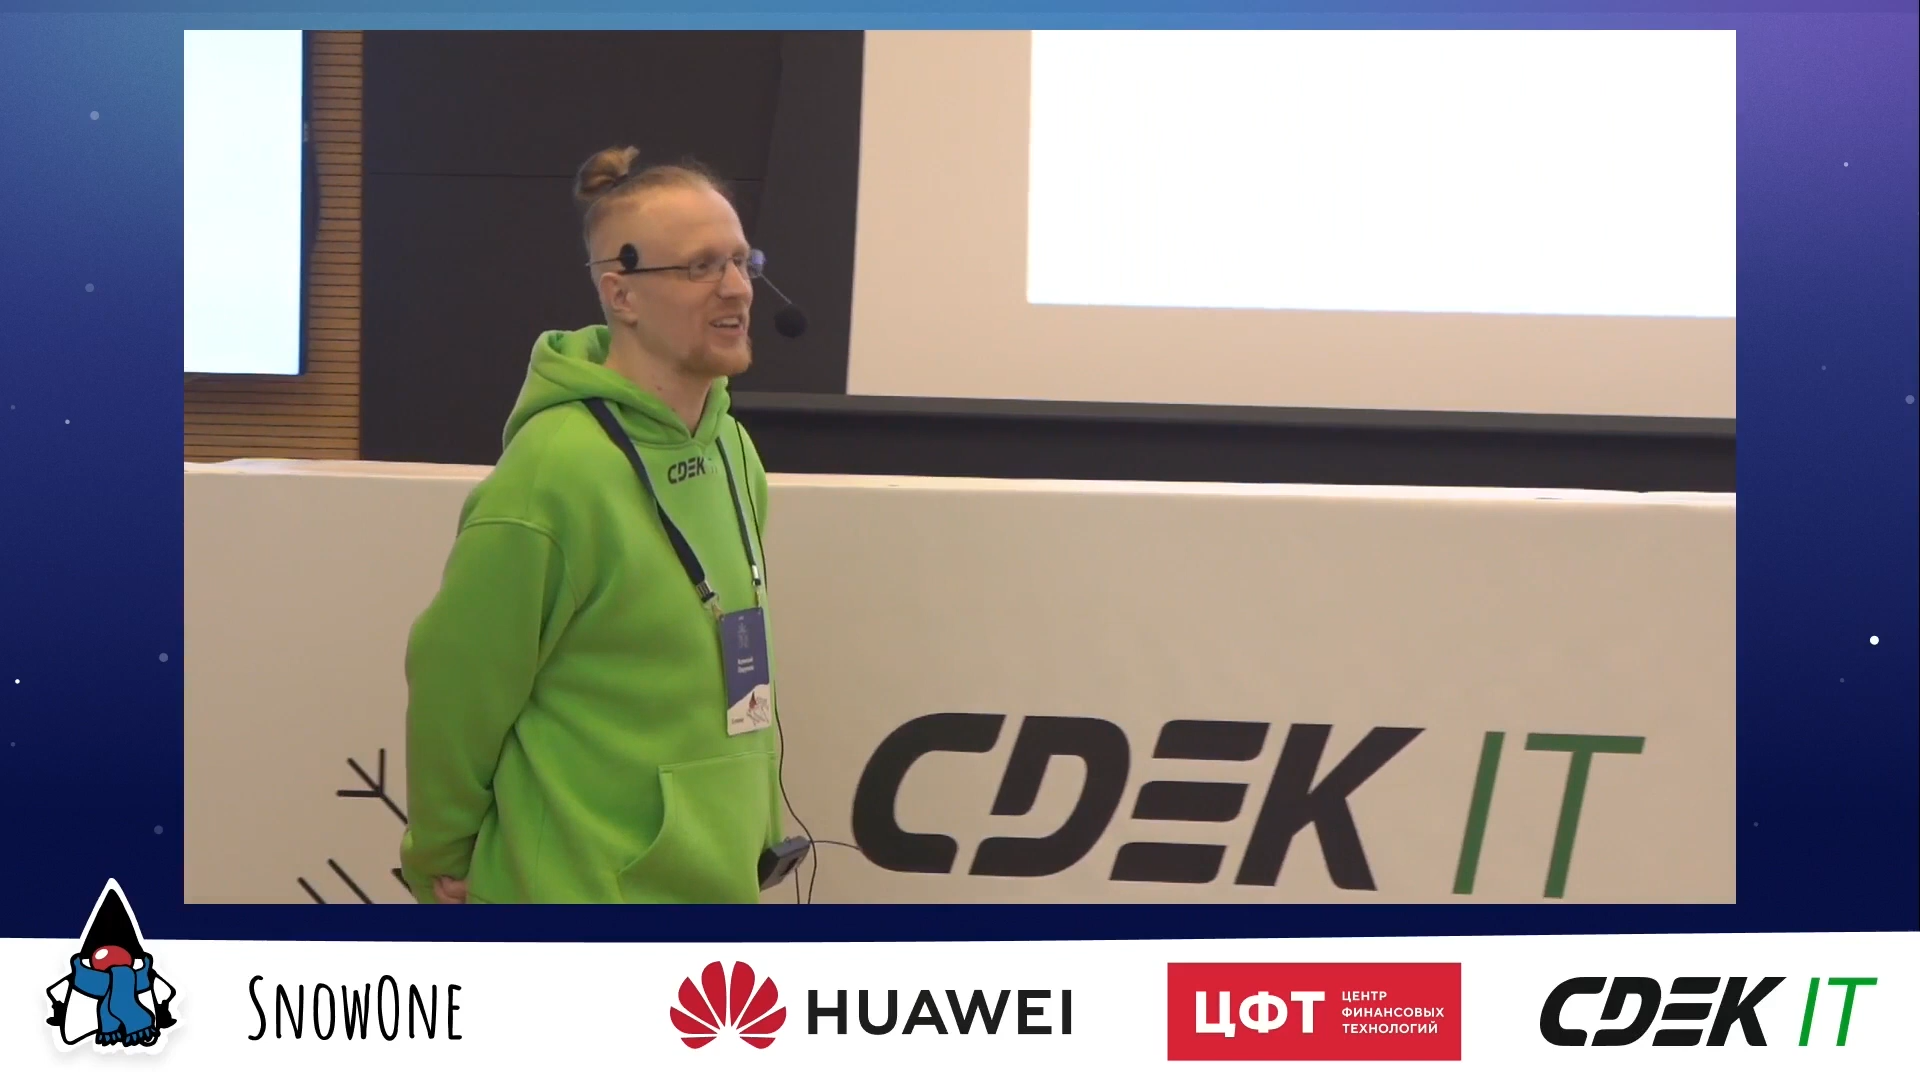 CDEK
CDEK IT
SNOWONE
HUAWEI
ЦФТ
ЦЕНТР
ФИНАНСОВЫХ
ТЕХНОЛОГИЙ
CDEK IT